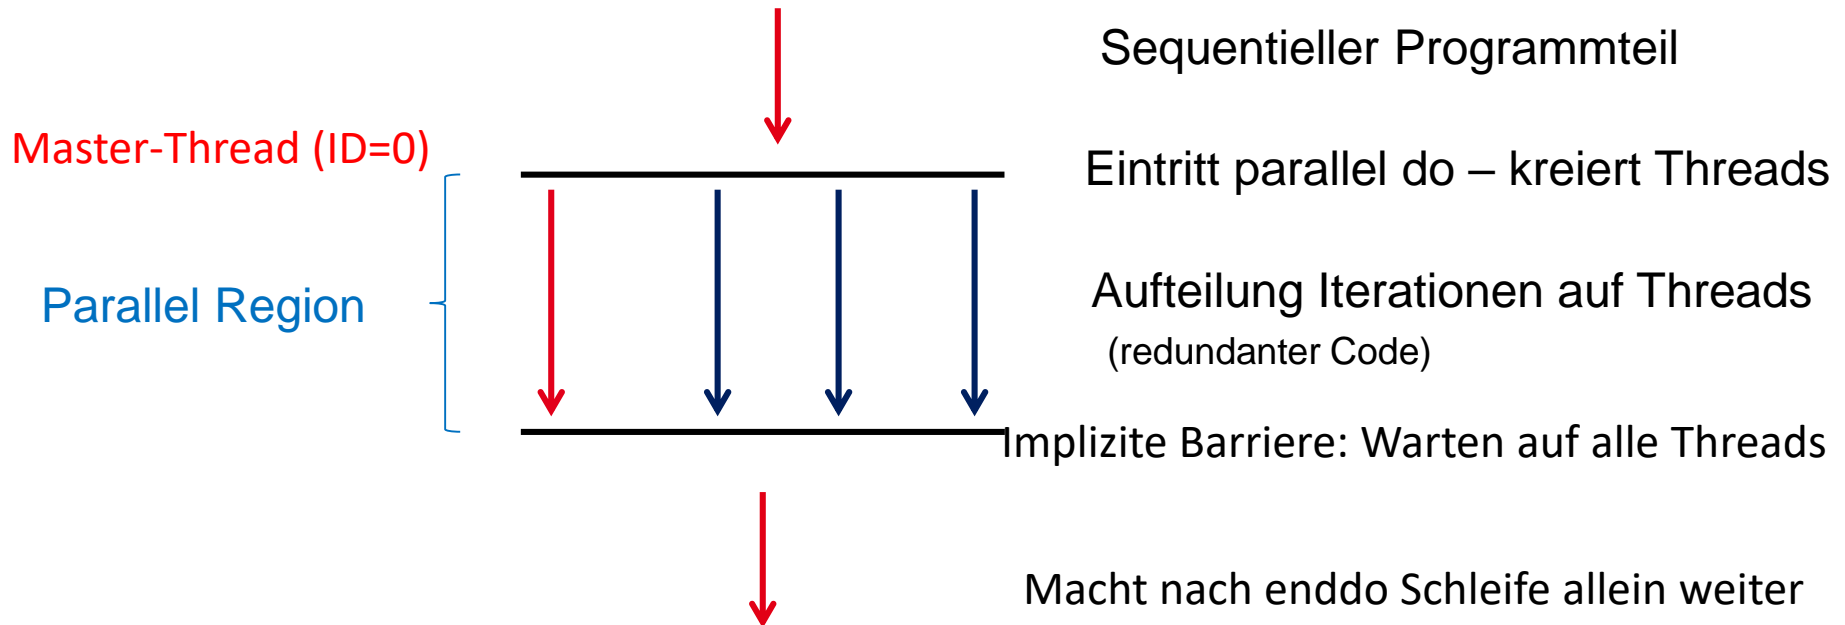 Sequentieller Programmteil
Master-Thread (ID=0)
Eintritt parallel do – kreiert Threads
Parallel Region
Aufteilung Iterationen auf Threads
(redundanter Code)
Implizite Barriere: Warten auf alle Threads
Macht nach enddo Schleife allein weiter